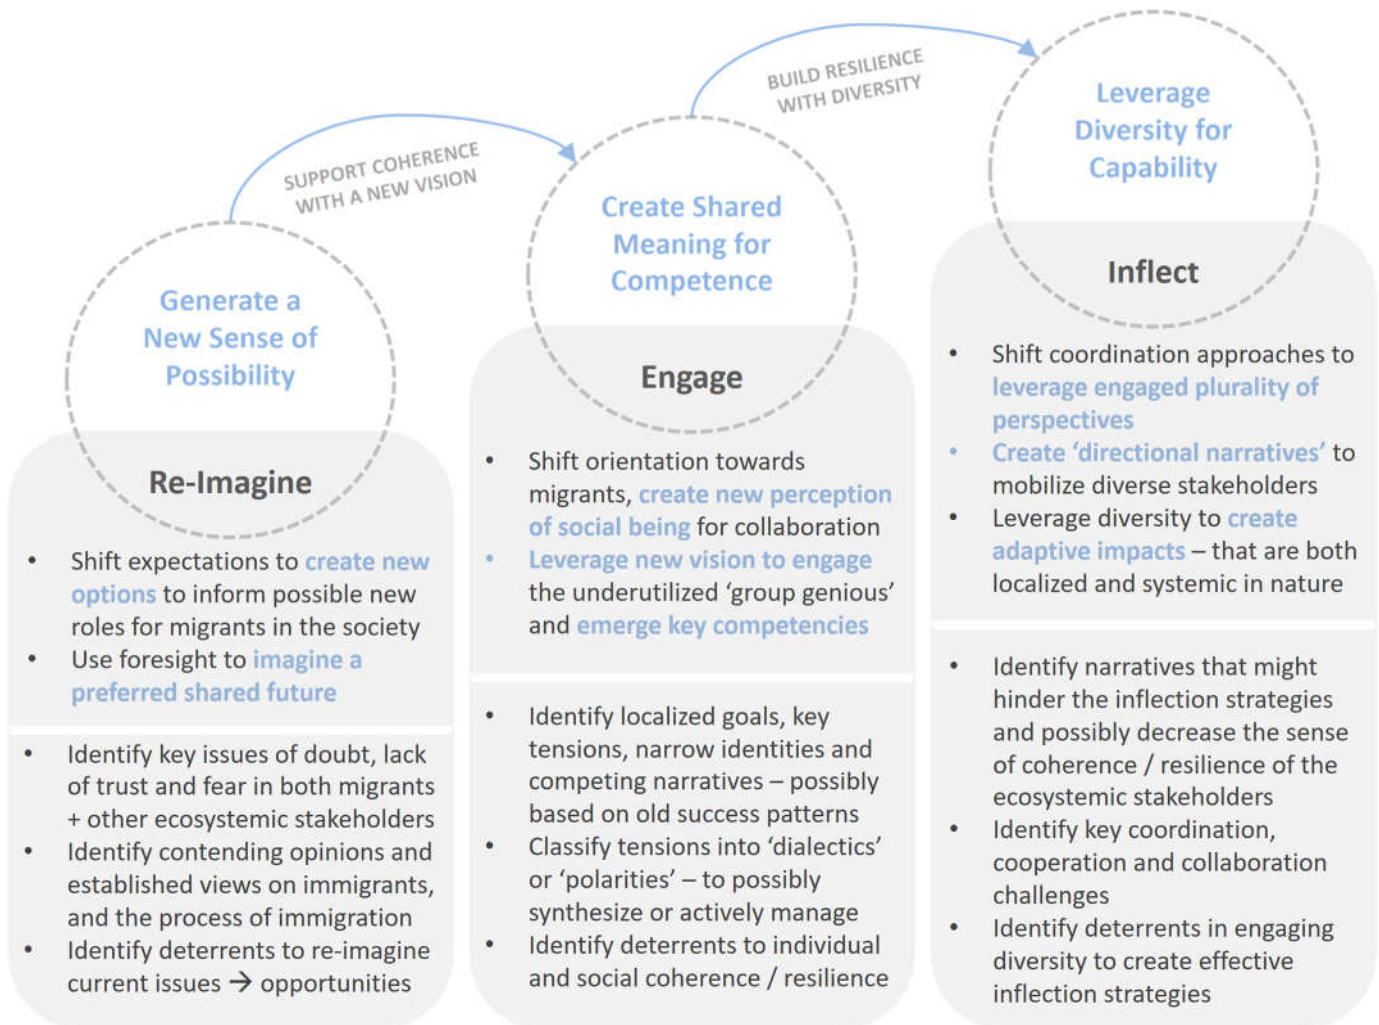 Generate a
New Sense of
Possibility
Re-Imagine
• Shift expectations to create new
options to inform possible new
roles for migrants in the society
• Use foresight to imagine a
preferred shared future
• Identify key issues of doubt, lack
of trust and fear in both migrants
+ other ecosystemic stakeholders
• Identify contending opinions and
established views on immigrants,
and the process of immigration
• Identify deterrents to re-imagine
current issues → opportunities
SUPPORT COHERENCE
WITH A NEW VISION
Create Shared
Meaning for
Competence
Engage
• Shift orientation towards
migrants, create new perception
of social being for collaboration
• Leverage new vision to engage
the underutilized ‘group genious’
and emerge key competencies
• Identify localized goals, key
tensions, narrow identities and
competing narratives – possibly
based on old success patterns
• Classify tensions into ‘dialectics’
or ‘polarities’ – to possibly
synthesize or actively manage
• Identify deterrents to individual
and social coherence / resilience
BUILD RESILIENCE
WITH DIVERSITY
Leverage
Diversity for
Capability
Inflect
• Shift coordination approaches to
leverage engaged plurality of
perspectives
• Create ‘directional narratives’ to
mobilize diverse stakeholders
• Leverage diversity to create
adaptive impacts – that are both
localized and systemic in nature
• Identify narratives that might
hinder the inflection strategies
and possibly decrease the sense
of coherence / resilience of the
ecosystemic stakeholders
• Identify key coordination,
cooperation and collaboration
challenges
• Identify deterrents in engaging
diversity to create effective
inflection strategies